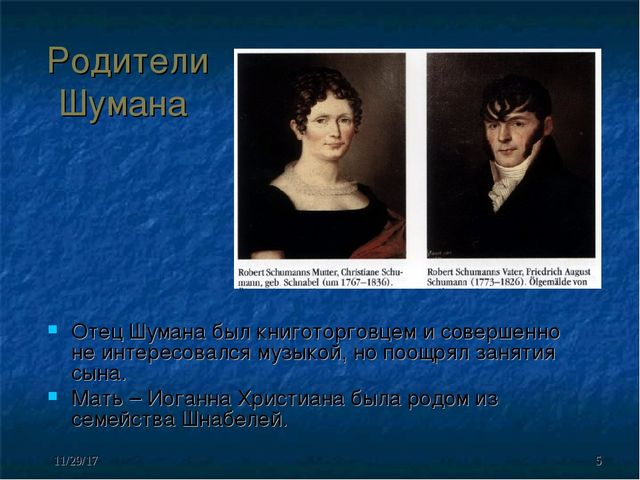 Родители
Шумана
Robert Schumanns Mutter, Christiane Schu-
mann, geb. Schnabel (um 1767–1836).
Robert Schumanns Vater, Friedrich August
Schumann (1773–1826). Ölgemälde von
Отец Шумана был книготорговцем и совершенно
не интересовался музыкой, но поощрял занятия
сына.
Мать – Иоганна Христиана была родом из
семейства Шнабелей.
11/29/17
5